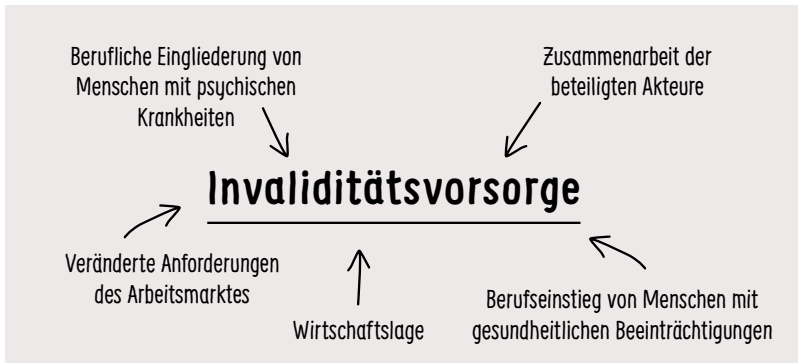 Berufliche Eingliederung von
Menschen mit psychischen
Krankheiten
Zusammenarbeit der
beteiligten Akteure
Invaliditätsvorsorge
Veränderte Anforderungen
des Arbeitsmarktes
Wirtschaftslage
Berufseinstieg von Menschen mit
gesundheitlichen Beeinträchtigungen